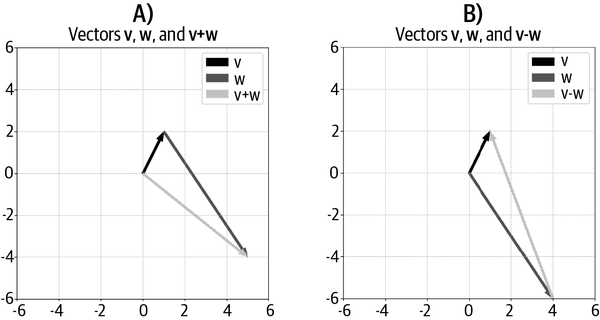 A)
Vectors v, w, and v+w
6
4
2
0
-2
-4
-6
-6 -4 -2 0 2 4 6
v
w
v+w
B)
Vectors v, w, and v-w
6
4
2
0
-2
-4
-6
-6 -4 -2 0 2 4 6
v
w
v-w